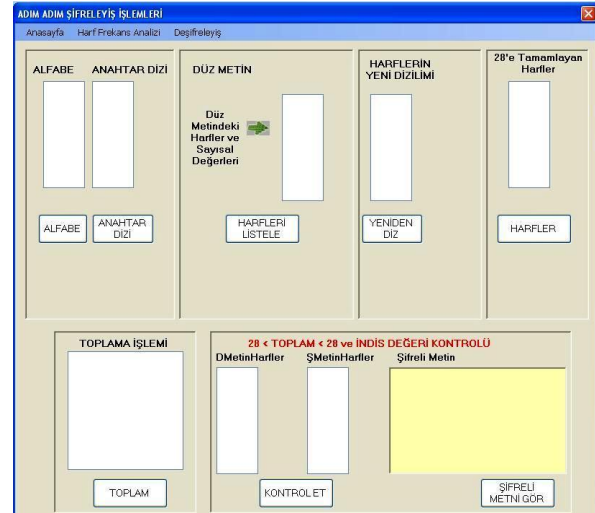 ADIM ADIM ŞİFRELEYİŞ İŞLEMLERİ
Anasayfa Harf Frekans Analizi Deşifreleyiş
ALFABE ANAHTAR DİZİ
ALFABE
ANAHTAR
DİZİ
DÜZ METİN
Düz
Metindeki
Harfler ve
Sayısal
Değerleri
HARFLERİ
LİSTELE
HARFLERİN
YENİ DİZİLİMİ
YENİDEN
DİZ
28'e Tamamlayan
Harfler
HARFLER
TOPLAMA İŞLEMİ
TOPLAM
28 < TOPLAM < 28 ve İNDİS DEĞERİ KONTROLÜ
DMetinHarfler ŞMetinHarfler Şifreli Metin
KONTROL ET
ŞİFRELİ
METNİ GÖR